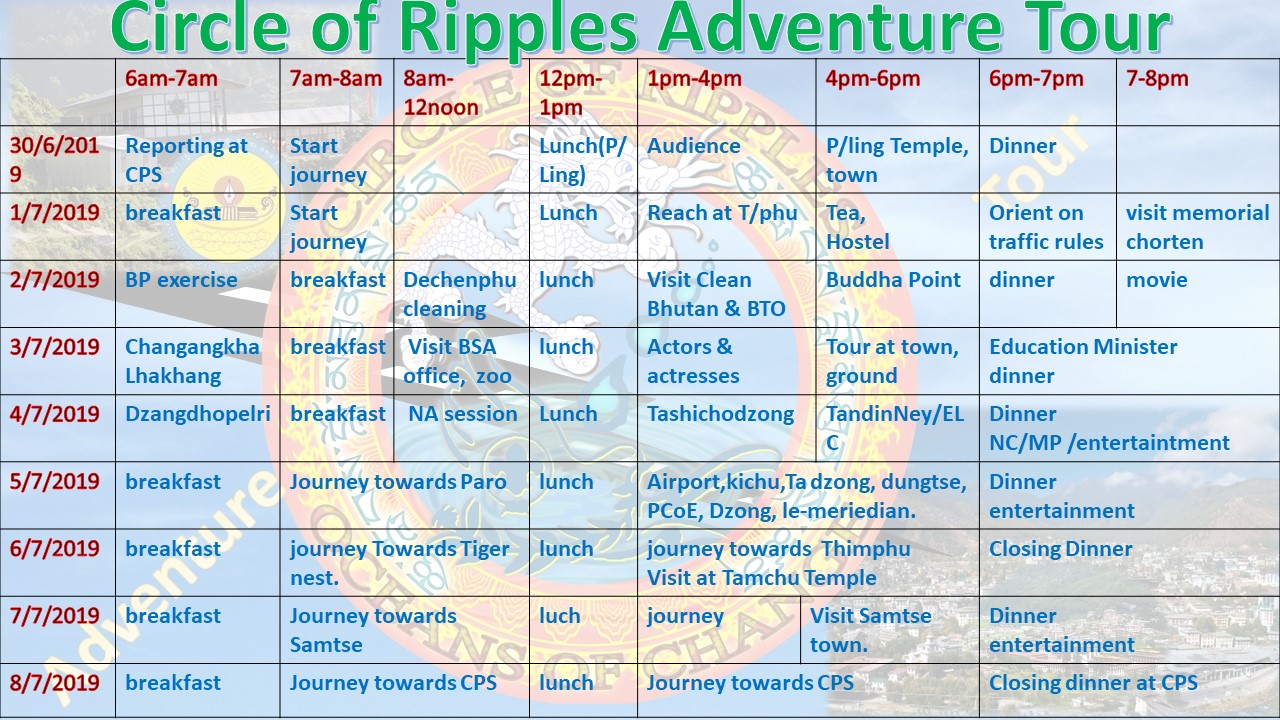 Circle of Ripples Adventure Tour
6am-7am 7am-8am 8am- 12pm- 1pm-4pm 4pm-6pm 6pm-7pm 7-8pm
12noon 1pm
30/6/201 Reporting at Start Lunch(P/ Audience P/ling Temple, Dinner
9 CPS journey Ling) town
1/7/2019 breakfast Start Lunch Reach at T/phu Tea, Orient on visit memorial
journey Hostel traffic rules chorten
2/7/2019 BP exercise breakfast Dechenphu lunch Visit Clean Buddha Point dinner movie
cleaning Bhutan & BTO
3/7/2019 Changangkha breakfast Visit BSA lunch Actors & Tour at town, Education Minister
Lhakhang office, zoo actresses ground dinner
4/7/2019 Dzangdhopelri breakfast NA session Lunch Tashichodzong TandinNey/EL Dinner
C NC/MP /entertaintment
5/7/2019 breakfast Journey towards Paro lunch Airport,kichu,Ta dzong, dungtse, Dinner
PCoE, Dzong, le-meriedian. entertainment
6/7/2019 breakfast journey Towards Tiger lunch journey towards Thimphu Closing Dinner
nest. Visit at Tamchu Temple
7/7/2019 breakfast Journey towards luch journey Visit Samtse Dinner
Samtse town. entertainment
8/7/2019 breakfast Journey towards CPS lunch Journey towards CPS Closing dinner at CPS
CIRCLE OF RIPPLES
OCEANS OF CHANGE
Adventure
Tour